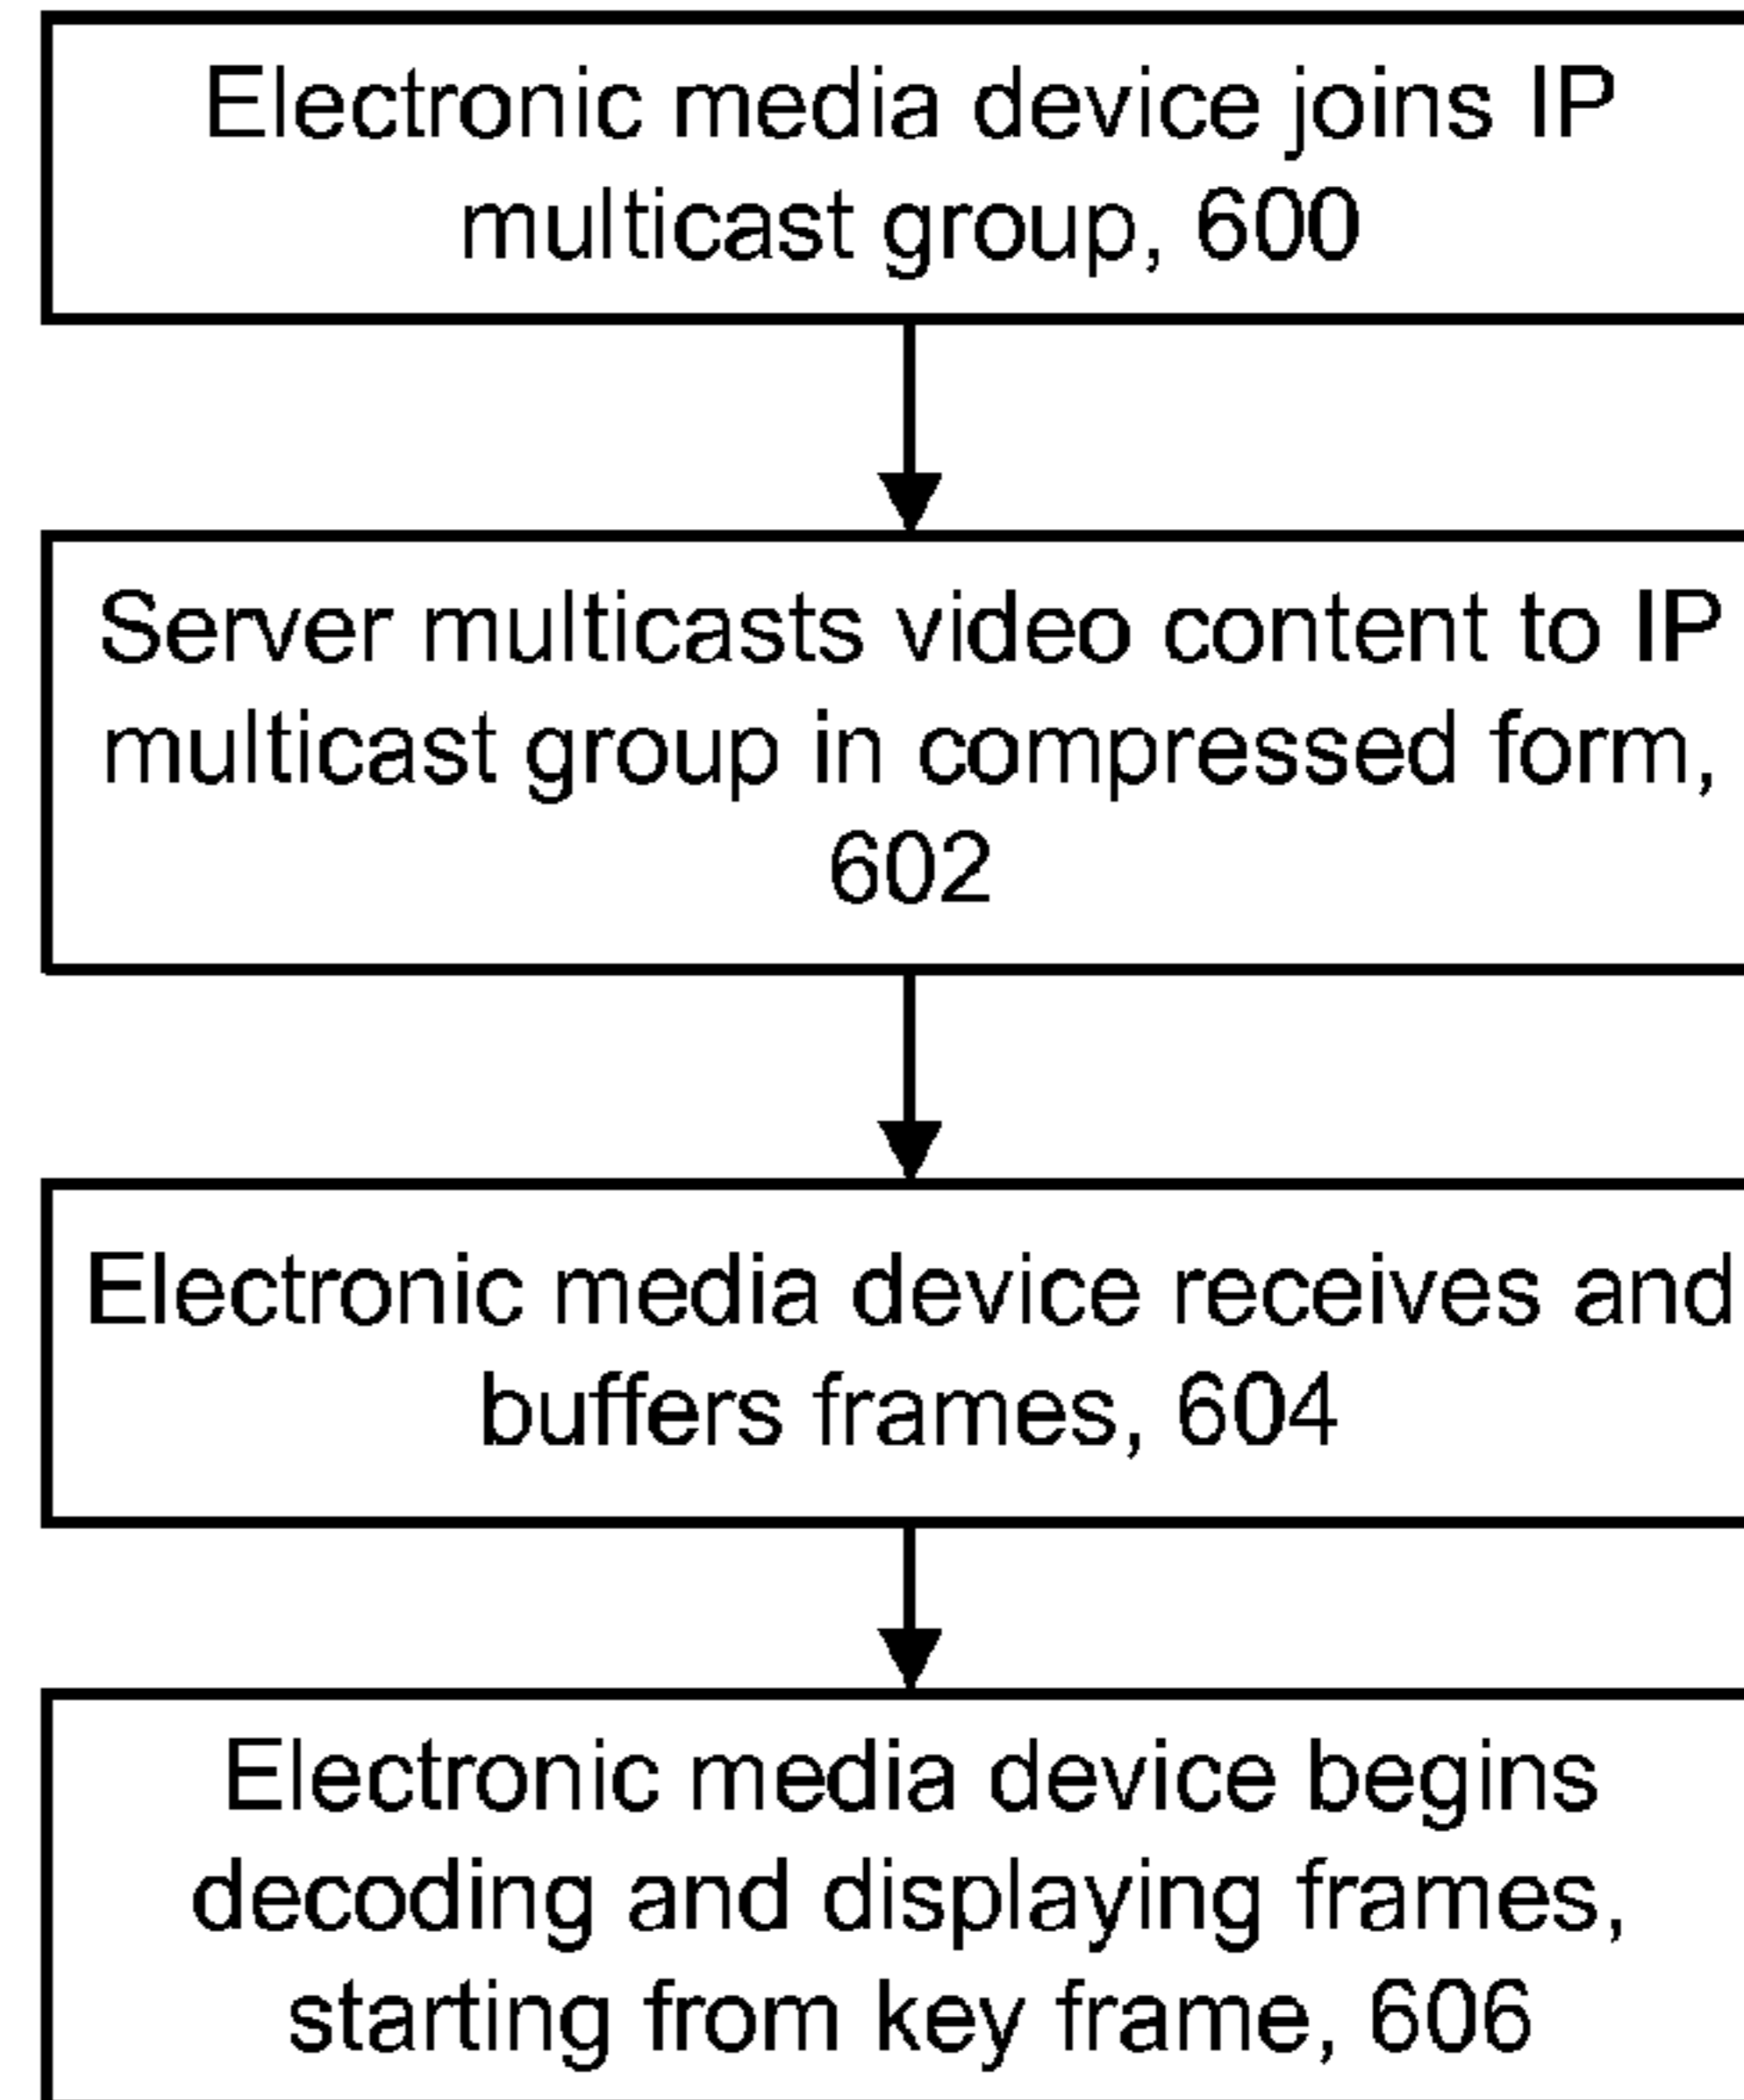 Electronic media device joins IP
multicast group, 600
Server multicasts video content to IP
multicast group in compressed form,
602
Electronic media device receives and
buffers frames, 604
Electronic media device begins
decoding and displaying frames,
starting from key frame, 606